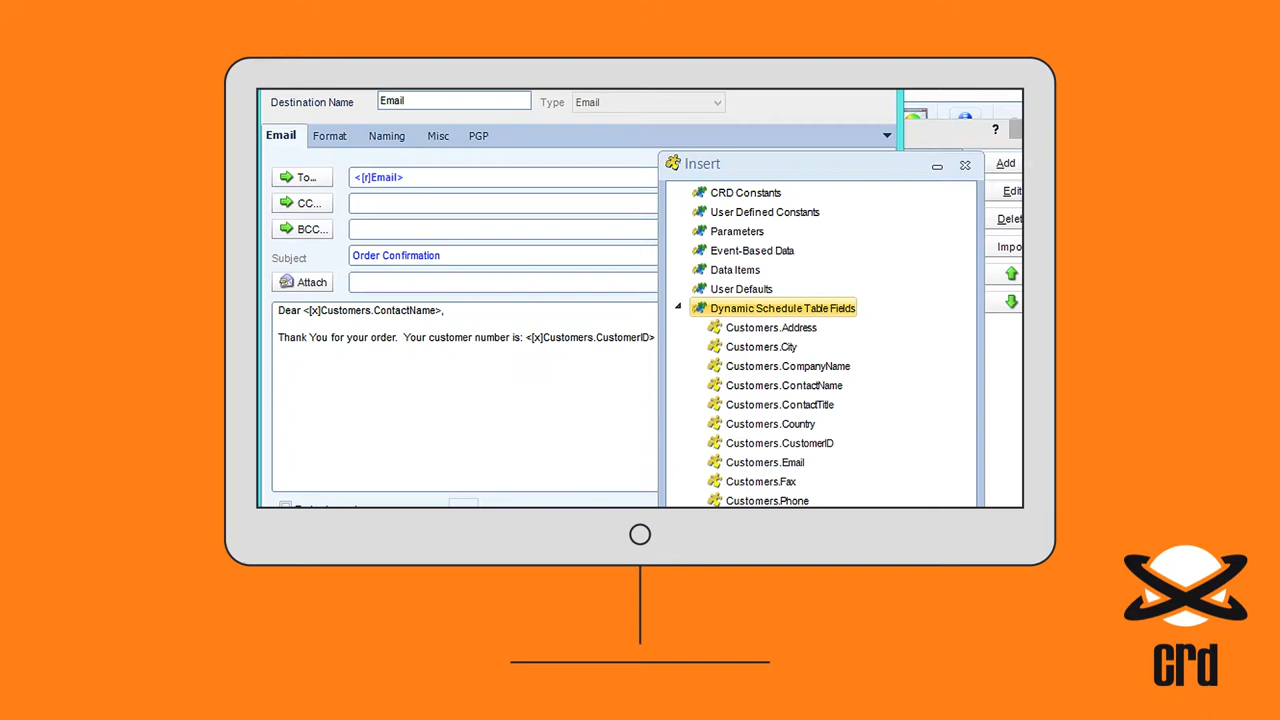 Destination Name
Email
Type
Email
Email
Format
Naming
Misc
PGP
To...
<[r]Email>
CC...
BCC...
Subject
Order Confirmation
Attach
Dear <[x]Customers.ContactName>,
Thank You for your order.  Your customer number is: <[x]Customers.CustomerID>
Insert
CRD Constants
User Defined Constants
Parameters
Event-Based Data
Data Items
User Defaults
Dynamic Schedule Table Fields
Customers.Address
Customers.City
Customers.CompanyName
Customers.ContactName
Customers.ContactTitle
Customers.Country
Customers.CustomerID
Customers.Email
Customers.Fax
Customers.Phone
?
Add
Edit
Delet
Impo
crd